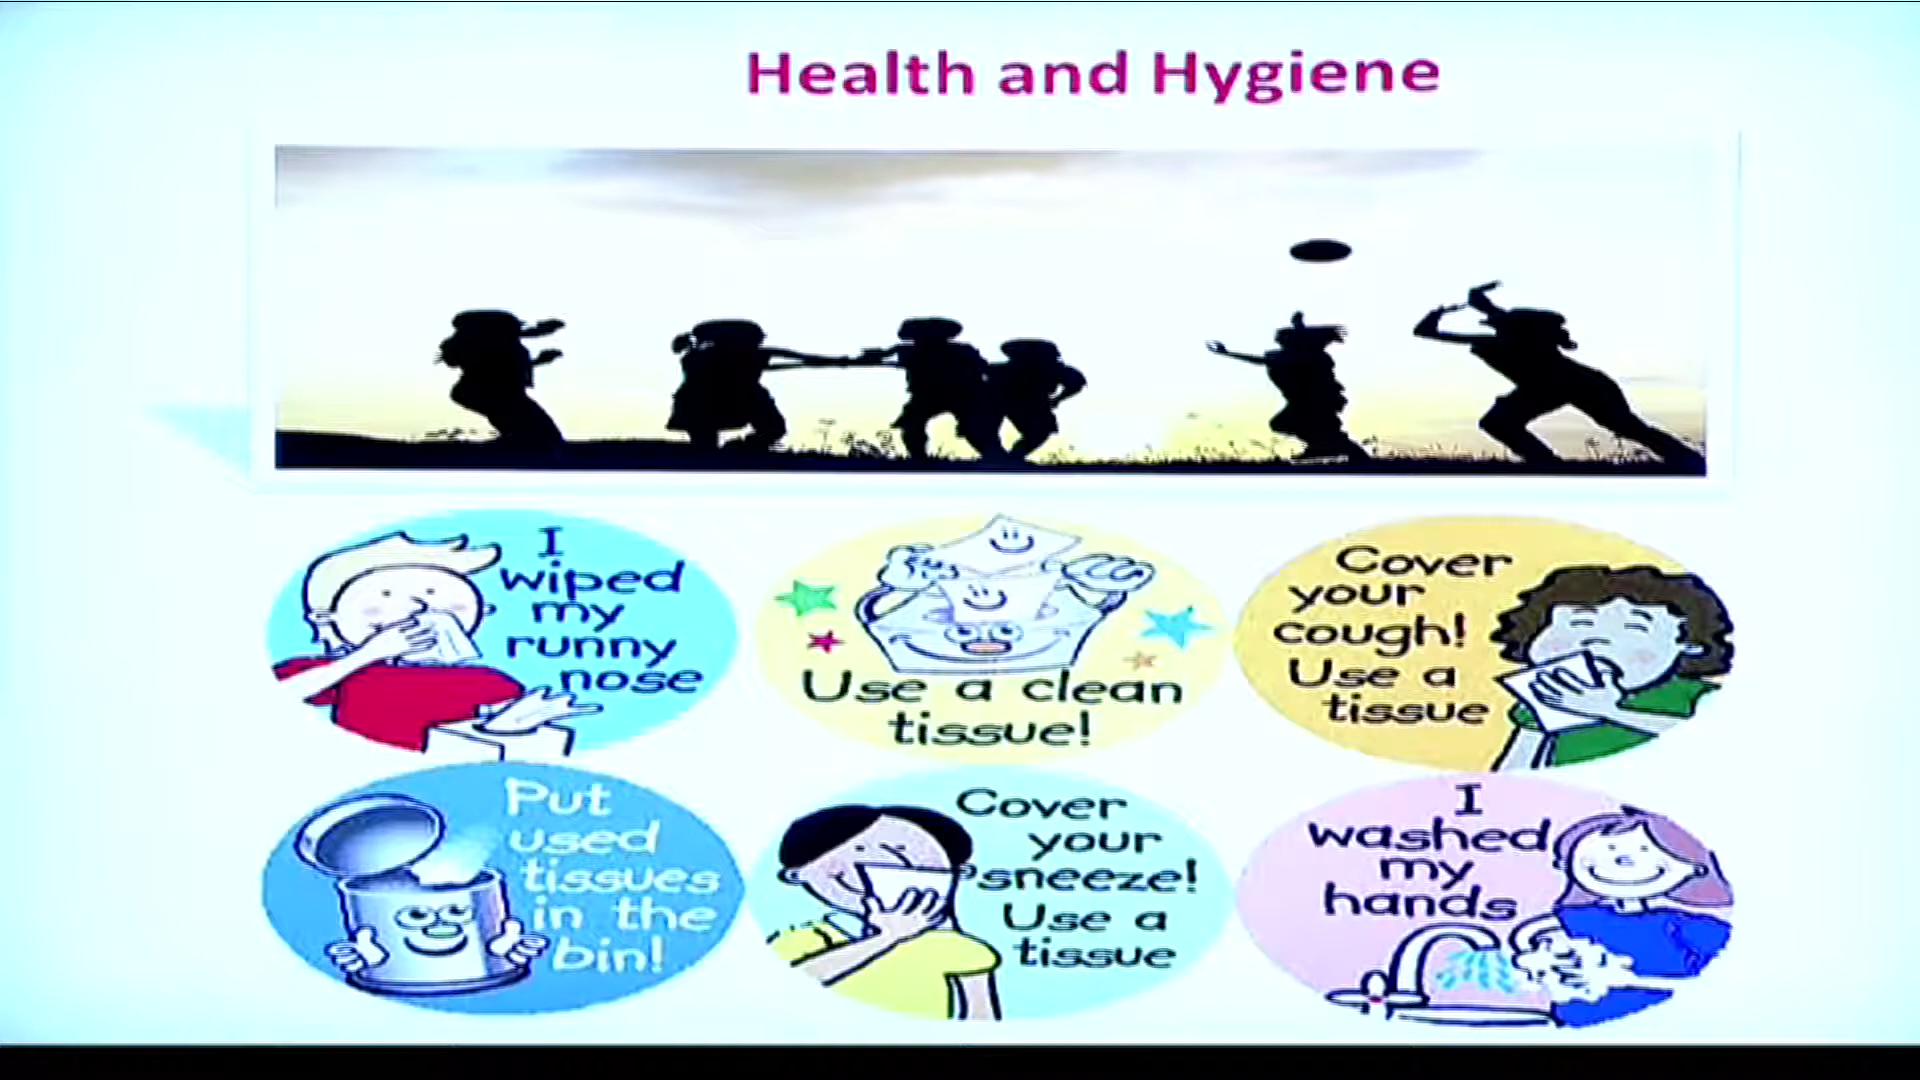 Health and Hygiene
I
wiped
my
runny
nose
Use a clean
tissue!
Cover
your
cough!
Use a
tissue
Put
used
tissues
in the
bin!
Cover
your
sneeze!
Use a
tissue
I
washed
my
hands